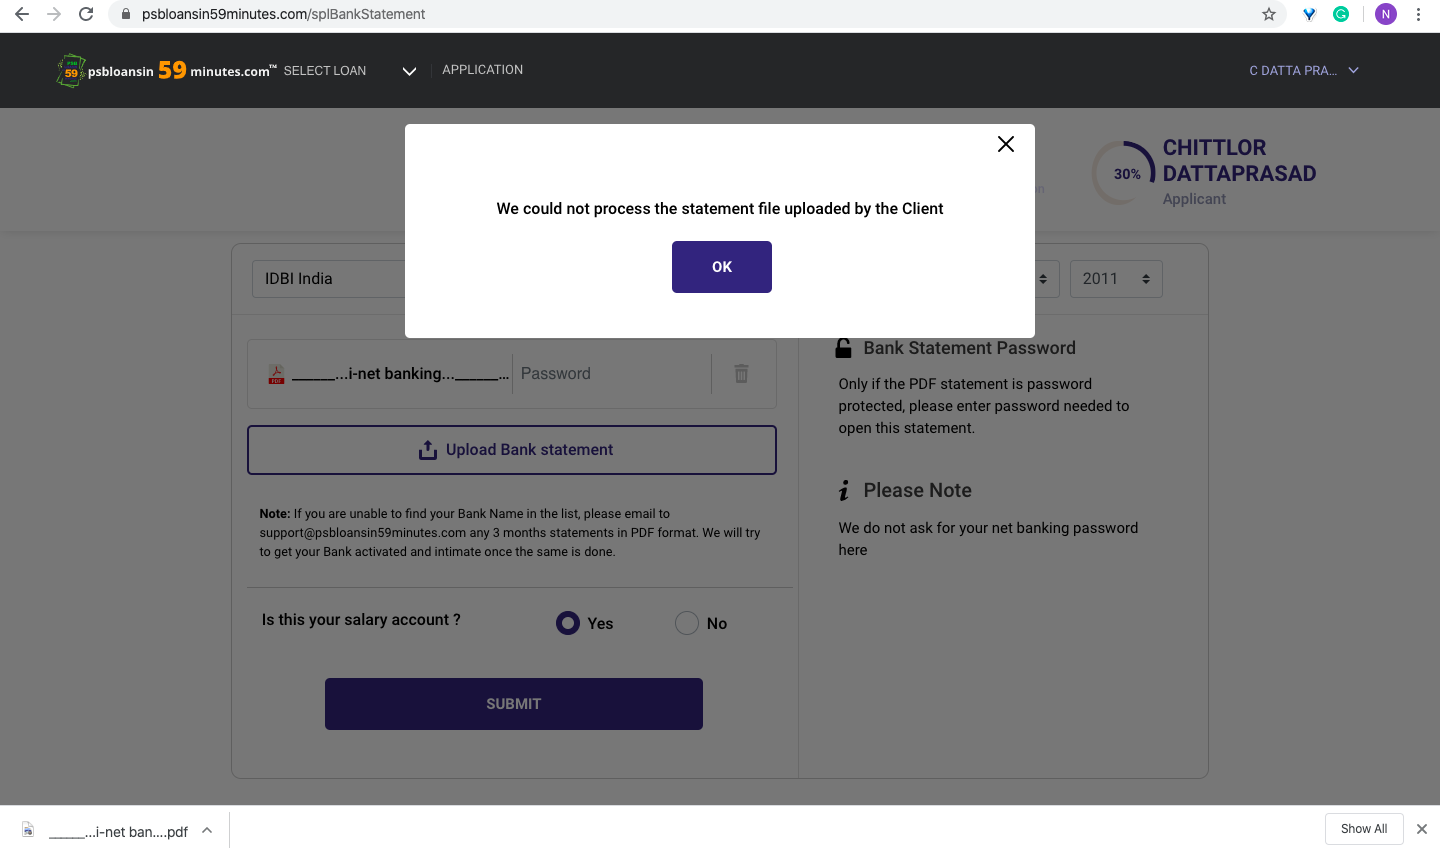 psbloansin59minutes.com/splBankStatement
N
PSB
59
psbloansin 59 minutes.com™ SELECT LOAN APPLICATION C DATTA PRA...
We could not process the statement file uploaded by the Client
OK
30%
CHITTLOR
DATTAPRASAD
Applicant
IDBI India
2011
PDF
______...i-net banking...______... Password
Upload Bank statement
Note: If you are unable to find your Bank Name in the list, please email to
support@psbloansin59minutes.com any 3 months statements in PDF format. We will try
to get your Bank activated and intimate once the same is done.
Is this your salary account ? Yes No
SUBMIT
Bank Statement Password
Only if the PDF statement is password
protected, please enter password needed to
open this statement.
Please Note
We do not ask for your net banking password
here
______...i-net ban....pdf
Show All